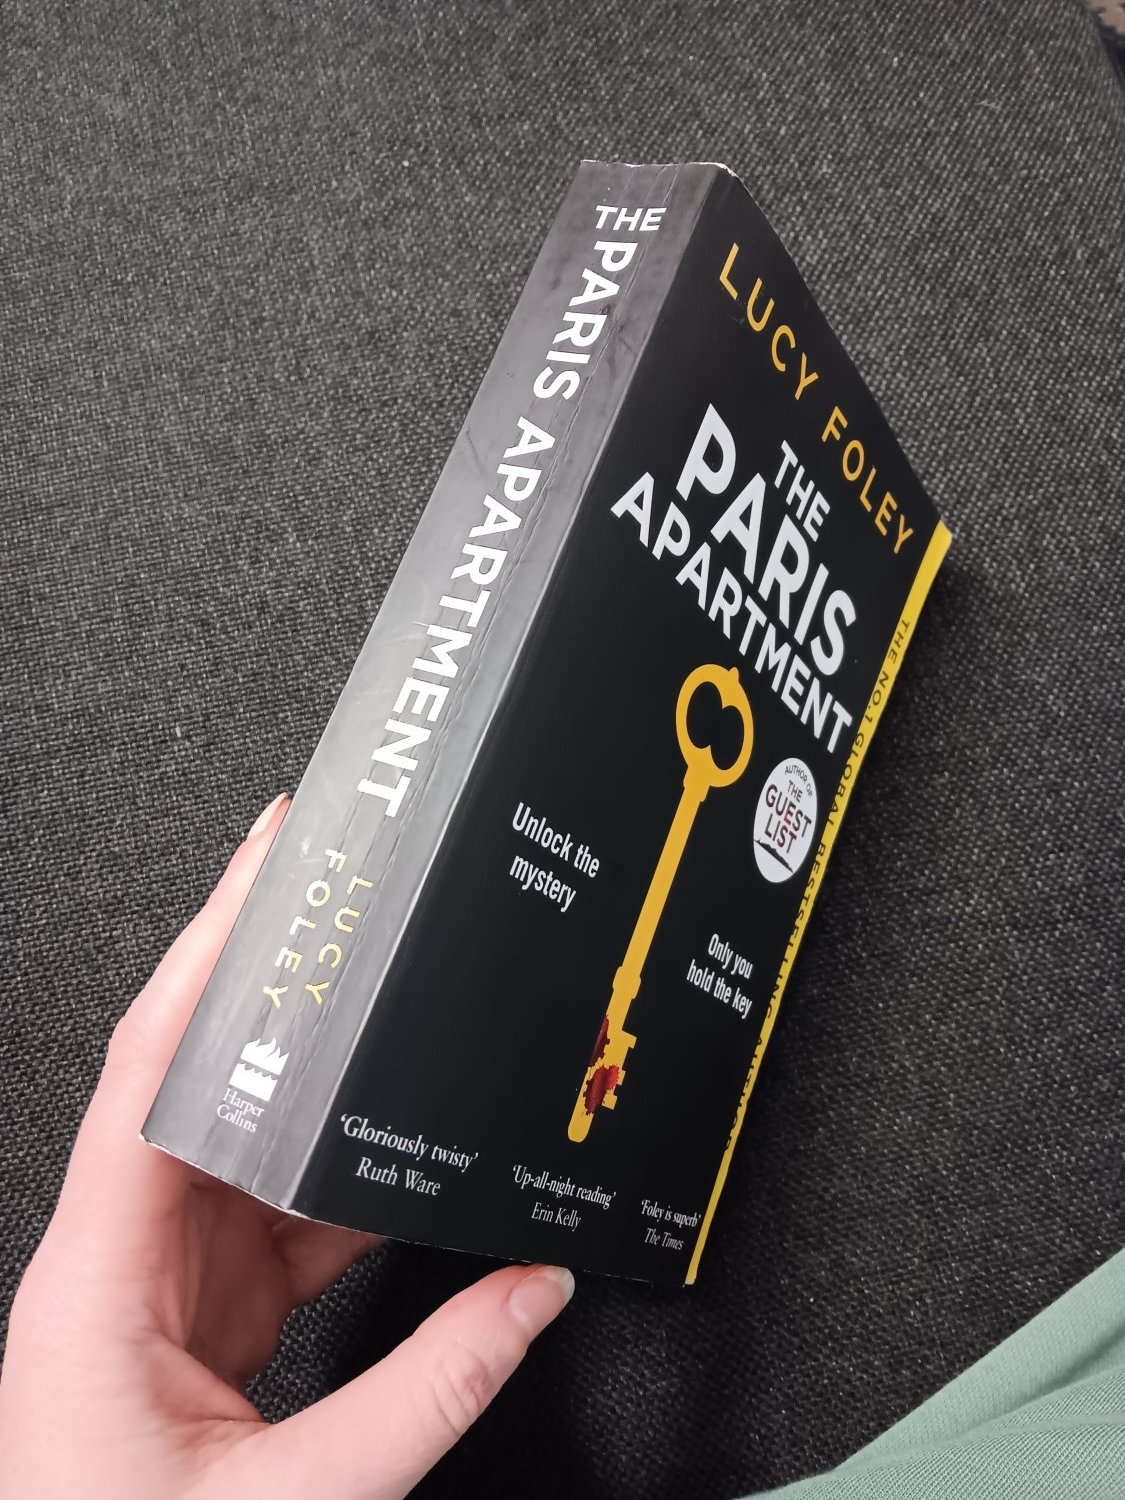 THE PARIS APARTMENT
LUCY
FOLEY
Harper
Collins
LUCY FOLEY
THE
PARIS
APARTMENT
AUTHOR OF
THE
GUEST
LIST
Unlock the
mystery
Only you
hold the key
'Gloriously twisty'
Ruth Ware
'Up-all-night reading'
Erin Kelly
'Foley is superb'
The Times
THE NO.1 GLOBAL BESTSELLING AUTHOR